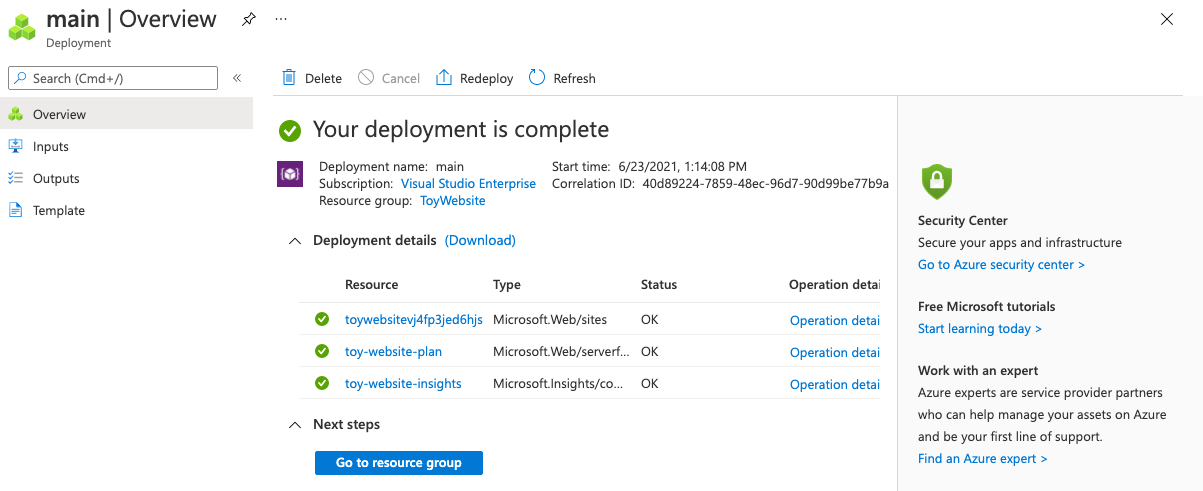 main | Overview
...
Deployment
Search (Cmd+/)
«
Overview
Inputs
Outputs
Template
Delete
Cancel
Redeploy
Refresh
Your deployment is complete
Deployment name: main
Subscription: Visual Studio Enterprise
Resource group: ToyWebsite
Start time: 6/23/2021, 1:14:08 PM
Correlation ID: 40d89224-7859-48ec-96d7-90d99be77b9a
Deployment details (Download)
Resource Type Status Operation detai
toywebsitevj4fp3jed6hjs Microsoft.Web/sites OK Operation detai
toy-website-plan Microsoft.Web/serverf... OK Operation detai
toy-website-insights Microsoft.Insights/co... OK Operation detai
Next steps
Go to resource group
Security Center
Secure your apps and infrastructure
Go to Azure security center >
Free Microsoft tutorials
Start learning today >
Work with an expert
Azure experts are service provider partners
who can help manage your assets on Azure
and be your first line of support.
Find an Azure expert >